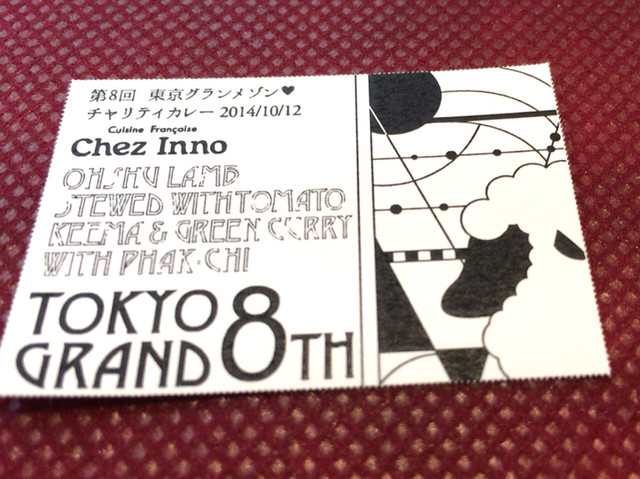 第8回 東京グランメゾン♥
チャリティカレー 2014/10/12
Cuisine Française
Chez Inno
OHSHU LAMB
STEWED WITH TOMATO
KEEMA & GREEN CURRY
WITH PHAK-CHI
TOKYO
GRAND 8TH